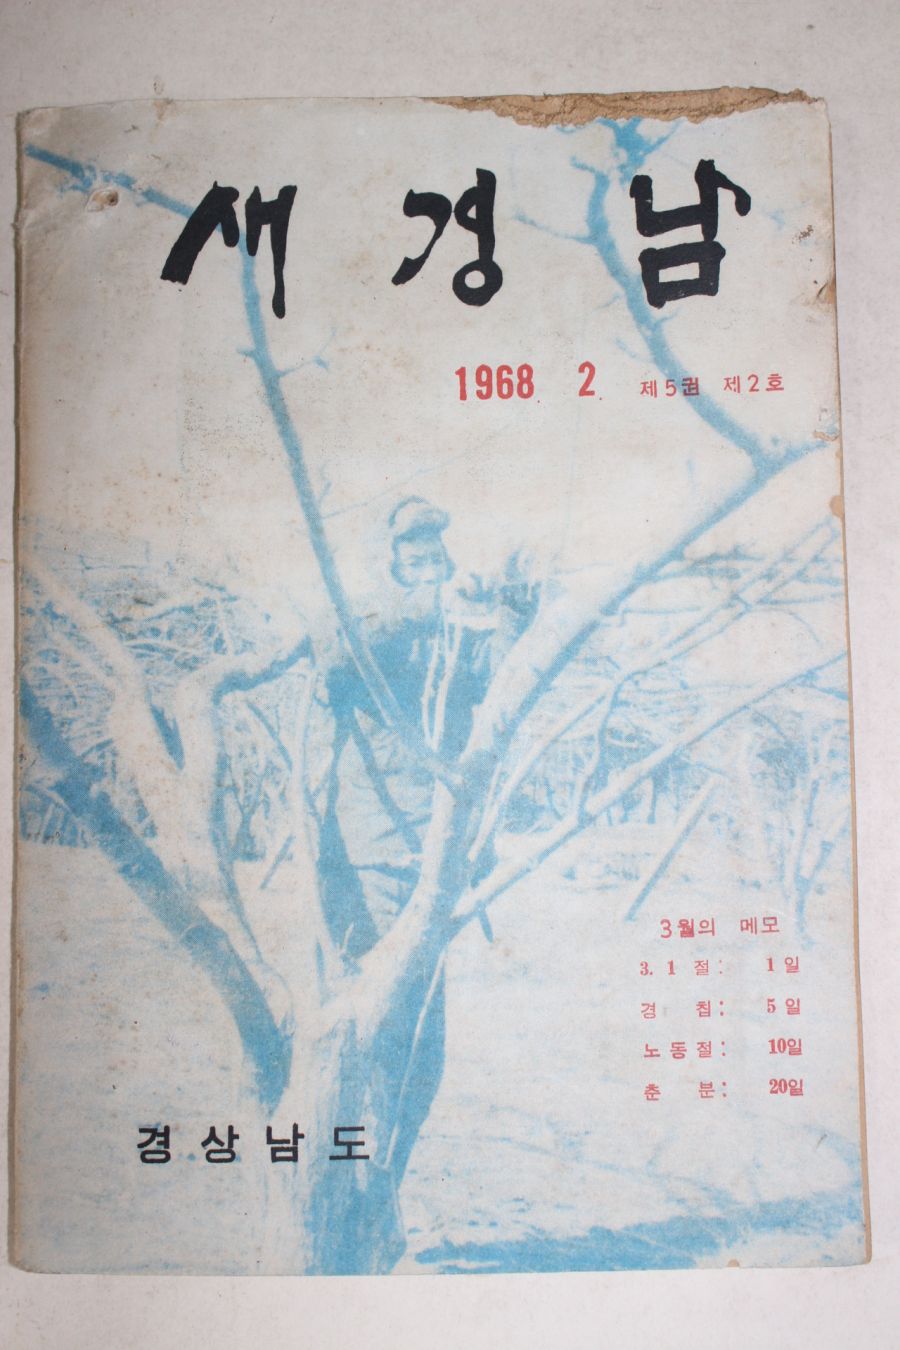 새경남
1968. 2. 제5권 제2호
3월의 메모
3. 1 절: 1일
경 칩: 5일
노동절: 10일
춘 분: 20일
경상남도